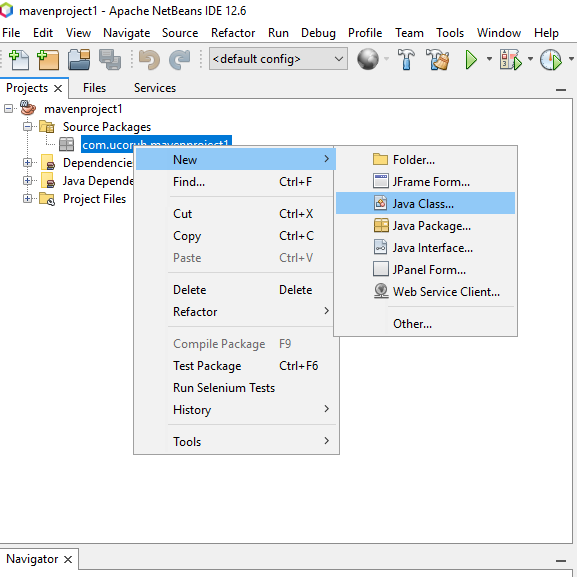 mavenproject1 - Apache NetBeans IDE 12.6
File Edit View Navigate Source Refactor Run Debug Profile Team Tools Window Help
<default config>
Projects Files Services
mavenproject1
Source Packages
com.ucoruh.mavenproject1
Dependencie
Java Depende
Project Files
New
Find... Ctrl+F
Cut Ctrl+X
Copy Ctrl+C
Paste Ctrl+V
Delete Delete
Refactor
Compile Package F9
Test Package Ctrl+F6
Run Selenium Tests
History
Tools
Folder...
JFrame Form...
Java Class...
Java Package...
Java Interface...
JPanel Form...
Web Service Client...
Other...
Navigator